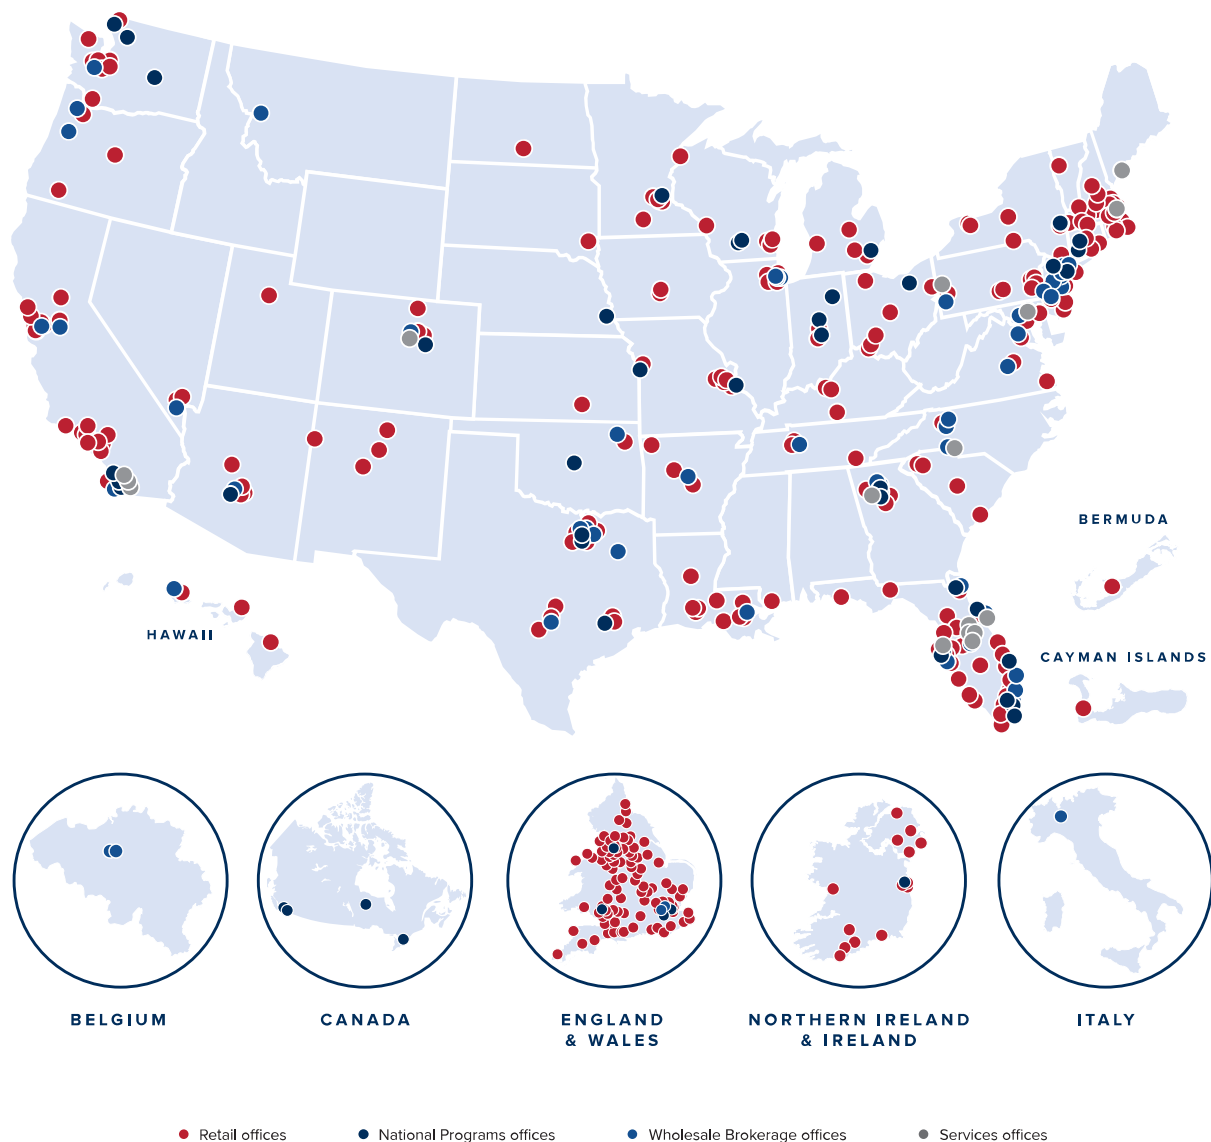 BERMUDA
HAWAII
CAYMAN ISLANDS
BELGIUM
CANADA
ENGLAND
& WALES
NORTHERN IRELAND
& IRELAND
ITALY
Retail offices
National Programs offices
Wholesale Brokerage offices
Services offices